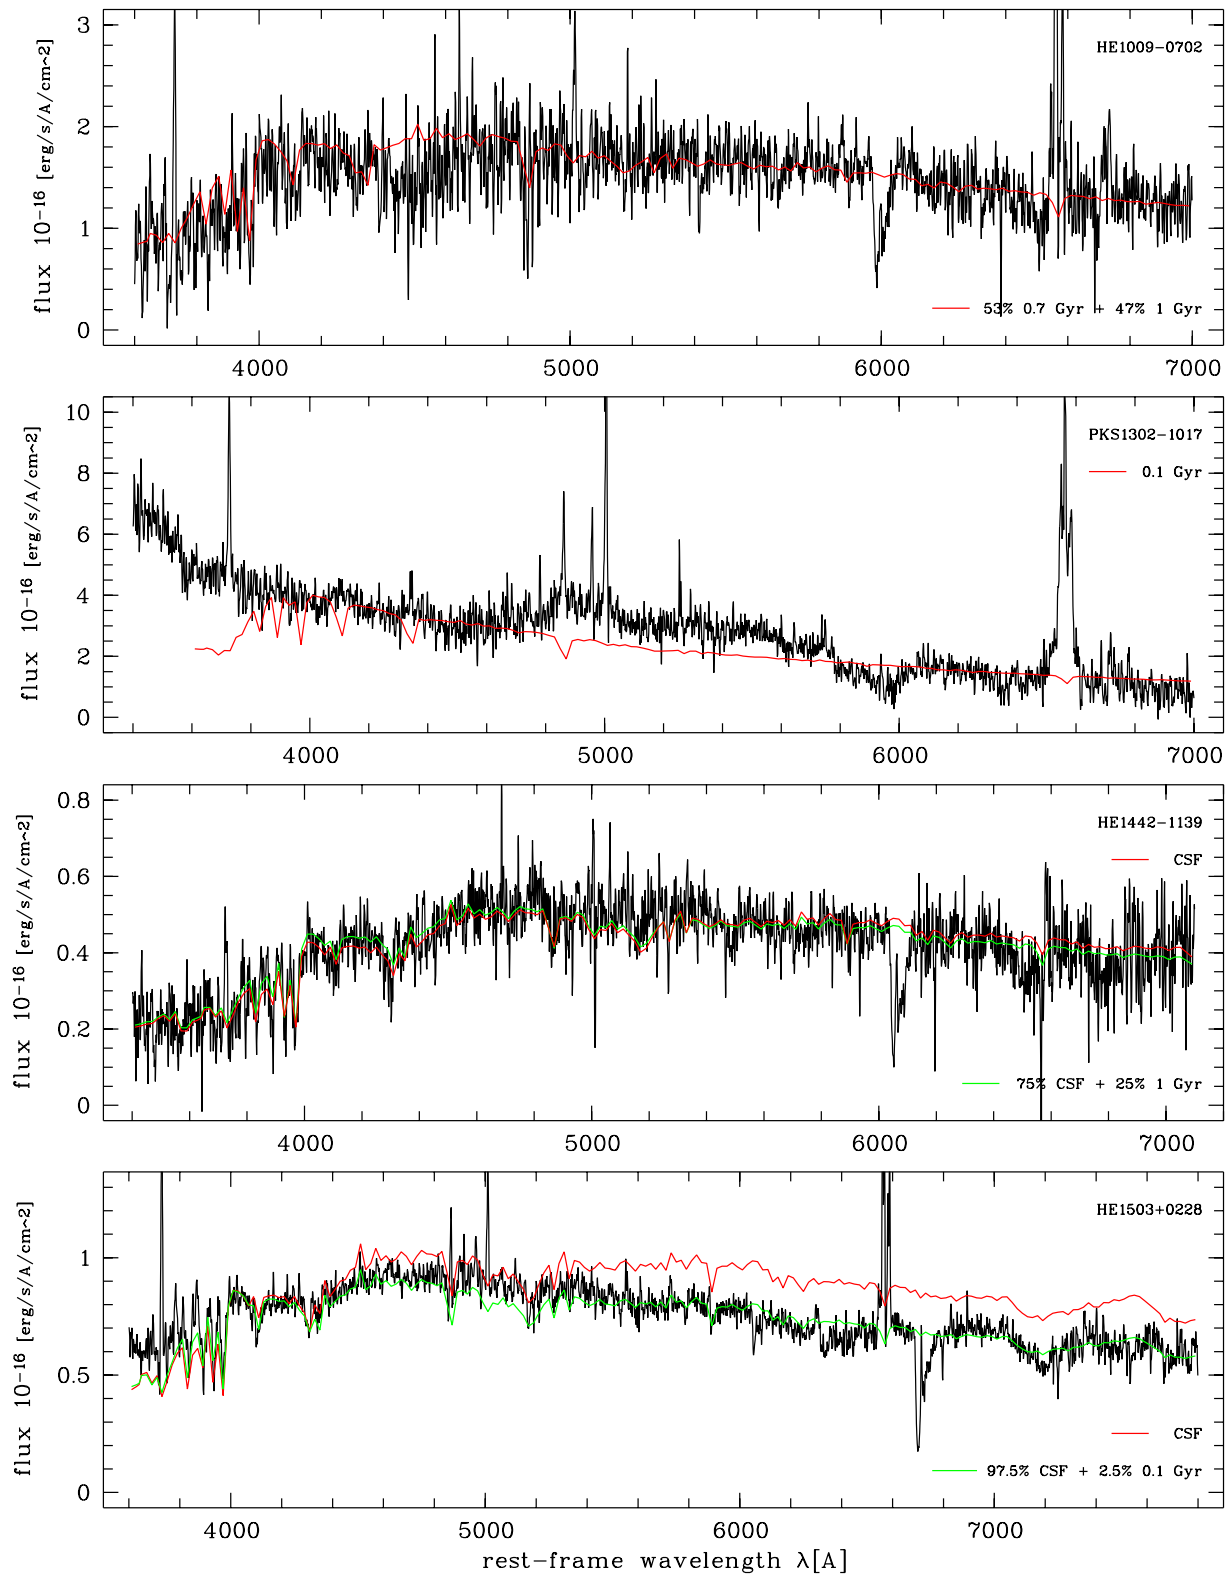 HE1009-0702
53% 0.7 Gyr + 47% 1 Gyr
flux 10-16 [erg/s/A/cm~2]
3
2
1
0
4000 5000 6000 7000
PKS1302-1017
0.1 Gyr
flux 10-16 [erg/s/A/cm~2]
10
8
6
4
2
0
4000 5000 6000 7000
HE1442-1139
CSF
75% CSF + 25% 1 Gyr
flux 10-16 [erg/s/A/cm~2]
0.8
0.6
0.4
0.2
0
4000 5000 6000 7000
HE1503+0228
CSF
97.5% CSF + 2.5% 0.1 Gyr
flux 10-16 [erg/s/A/cm~2]
1
0.5
0
4000 5000 6000 7000
rest-frame wavelength λ[A]